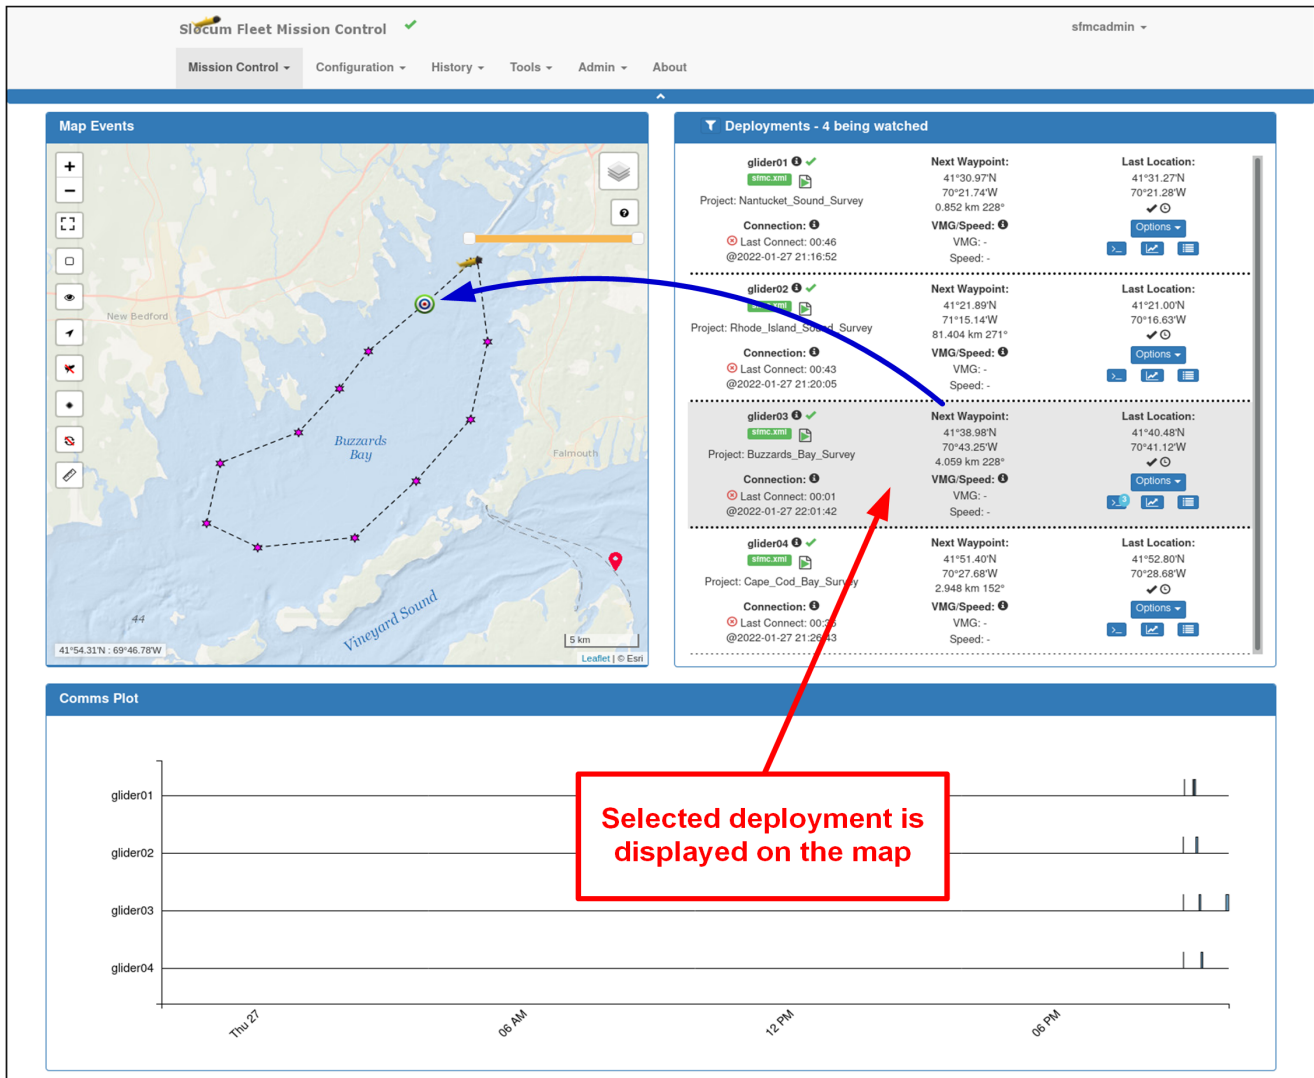 Slocum Fleet Mission Control
sfmcadmin
Mission Control
Configuration
History
Tools
Admin
About
Map Events
+
−
New Bedford
Buzzards
Bay
Falmouth
Vineyard Sound
44
41°54.31'N : 69°46.78'W
5 km
Leaflet | © Esri
Deployments - 4 being watched
glider01
sfmc.xml
Project: Nantucket_Sound_Survey
Connection:
Last Connect: 00:46
@2022-01-27 21:16:52
Next Waypoint:
41°30.97'N
70°21.74'W
0.852 km 228°
VMG/Speed:
VMG: -
Speed: -
Last Location:
41°31.27'N
70°21.28'W
Options
glider02
sfmc.xml
Project: Rhode_Island_Sound_Survey
Connection:
Last Connect: 00:43
@2022-01-27 21:20:05
Next Waypoint:
41°21.89'N
71°15.14'W
81.404 km 271°
VMG/Speed:
VMG: -
Speed: -
Last Location:
41°21.00'N
70°16.63'W
Options
glider03
sfmc.xml
Project: Buzzards_Bay_Survey
Connection:
Last Connect: 00:01
@2022-01-27 22:01:42
Next Waypoint:
41°38.98'N
70°43.25'W
4.059 km 228°
VMG/Speed:
VMG: -
Speed: -
Last Location:
41°40.48'N
70°41.12'W
Options
3
glider04
sfmc.xml
Project: Cape_Cod_Bay_Survey
Connection:
Last Connect:
@2022-01-27
Next Waypoint:
41°51.40'N
70°27.68'W
2.948 km 152°
VMG/Speed:
VMG: -
Speed: -
Last Location:
41°52.80'N
70°28.68'W
Options
Comms Plot
glider01
glider02
glider03
glider04
Thu 27
06 AM
12 PM
06 PM
Selected deployment is
displayed on the map